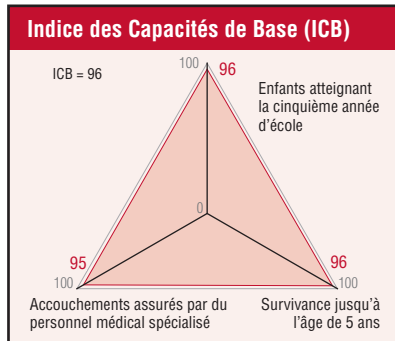 Indice des Capacités de Base (ICB)
ICB = 96
100
96
Enfants atteignant
la cinquième année
d'école
0
95
100
96
100
Accouchements assurés par du
personnel médical spécialisé
Survivance jusqu'à
l'âge de 5 ans